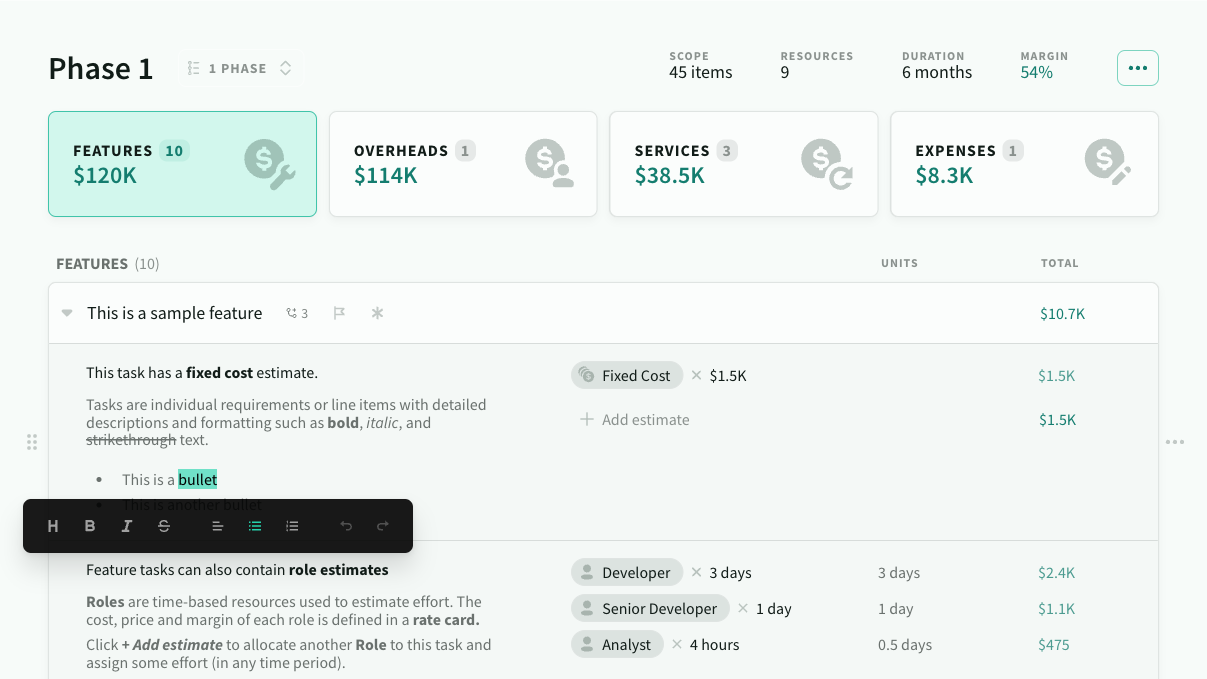 Phase 1
1 PHASE
SCOPE
45 items
RESOURCES
9
DURATION
6 months
MARGIN
54%
FEATURES 10
$120K
OVERHEADS 1
$114K
SERVICES 3
$38.5K
EXPENSES 1
$8.3K
FEATURES (10)
UNITS
TOTAL
This is a sample feature
3
$10.7K
This task has a fixed cost estimate.
Fixed Cost × $1.5K
$1.5K
Tasks are individual requirements or line items with detailed
descriptions and formatting such as bold, italic, and
strikethrough text.
+ Add estimate
$1.5K
• This is a bullet
• This is another bullet
H B I S
Feature tasks can also contain role estimates
Developer × 3 days
3 days
$2.4K
Roles are time-based resources used to estimate effort. The
cost, price and margin of each role is defined in a rate card.
Senior Developer × 1 day
1 day
$1.1K
Click + Add estimate to allocate another Role to this task and
assign some effort (in any time period).
Analyst × 4 hours
0.5 days
$475